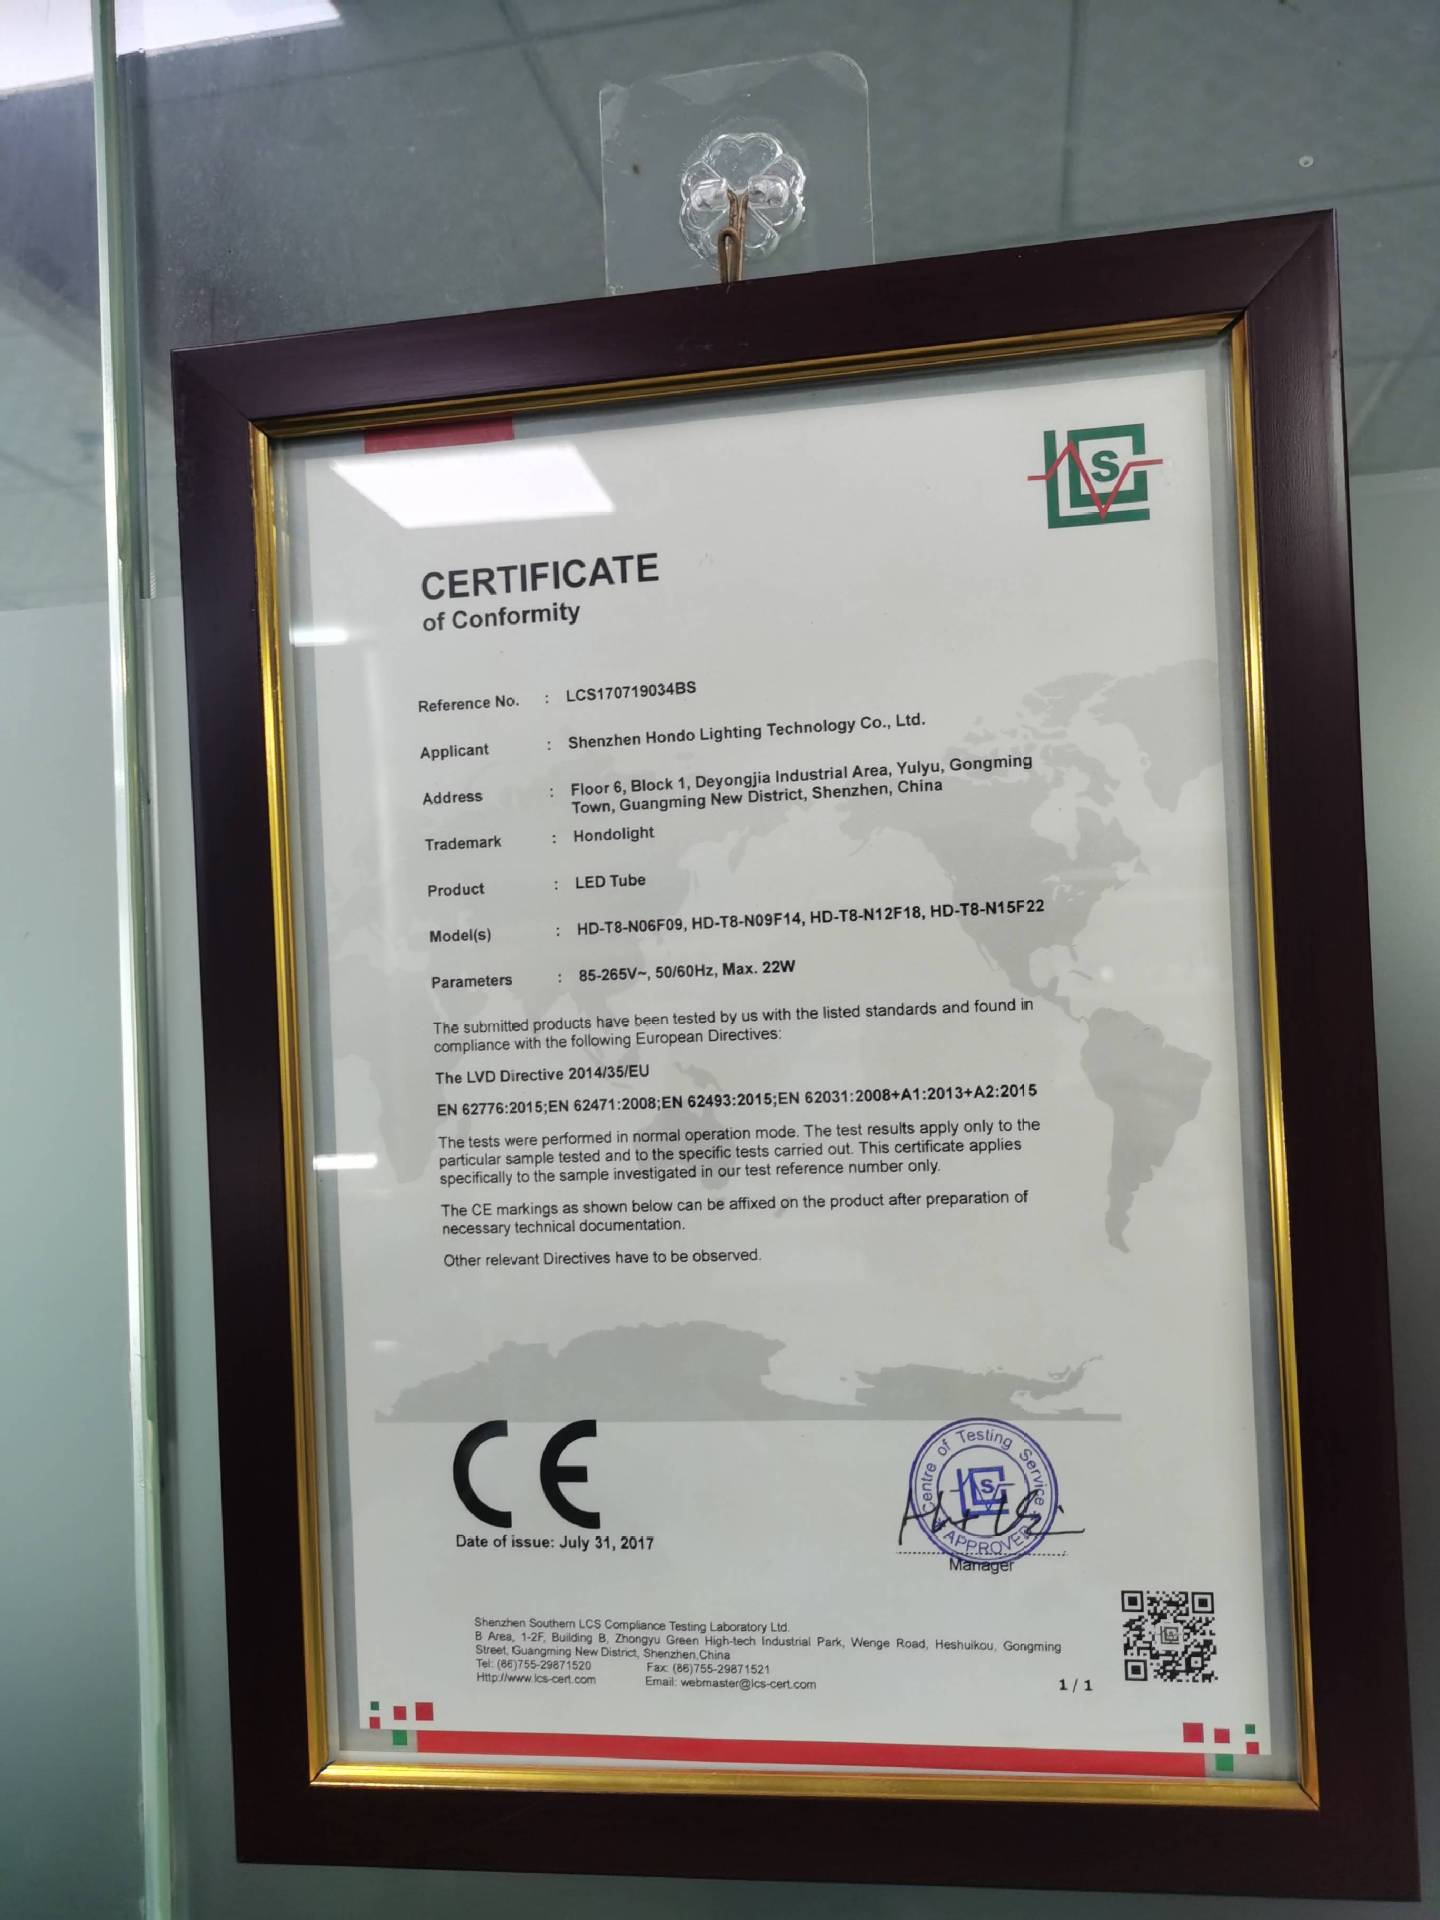 LCS
CERTIFICATE
of Conformity
Reference No. : LCS170719034BS
Applicant : Shenzhen Hondo Lighting Technology Co., Ltd.
Address : Floor 6, Block 1, Deyongjia Industrial Area, Yulyu, Gongming
Town, Guangming New District, Shenzhen, China
Trademark : Hondolight
Product : LED Tube
Model(s) : HD-T8-N06F09, HD-T8-N09F14, HD-T8-N12F18, HD-T8-N15F22
Parameters : 85-265V~, 50/60Hz, Max. 22W
The submitted products have been tested by us with the listed standards and found in
compliance with the following European Directives:
The LVD Directive 2014/35/EU
EN 62776:2015;EN 62471:2008;EN 62493:2015;EN 62031:2008+A1:2013+A2:2015
The tests were performed in normal operation mode. The test results apply only to the
particular sample tested and to the specific tests carried out. This certificate applies
specifically to the sample investigated in our test reference number only.
The CE markings as shown below can be affixed on the product after preparation of
necessary technical documentation.
Other relevant Directives have to be observed.
CE
Date of issue: July 31, 2017
Centre of Testing Service
LCS
APPROVED
Manager
Shenzhen Southern LCS Compliance Testing Laboratory Ltd.
B Area, 1-2F, Building B, Zhongyu Green High-tech Industrial Park, Wenge Road, Heshuikou, Gongming
Street, Guangming New District, Shenzhen,China
Tel: (86)755-29871520 Fax: (86)755-29871521
Http://www.lcs-cert.com Email: webmaster@lcs-cert.com
1 / 1